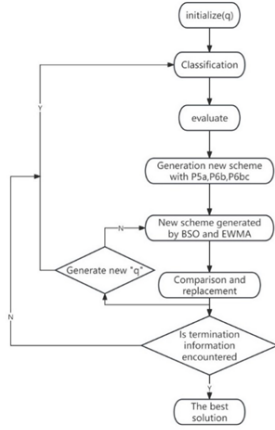 initialize(q)
Classification
Y
evaluate
Generation new scheme
with P5a,P6b,P6bc
N
New scheme generated
by BSO and EWMA
Generate new "q"
Comparison and
replacement
N
Is termination
information
encountered
Y
The best
solution